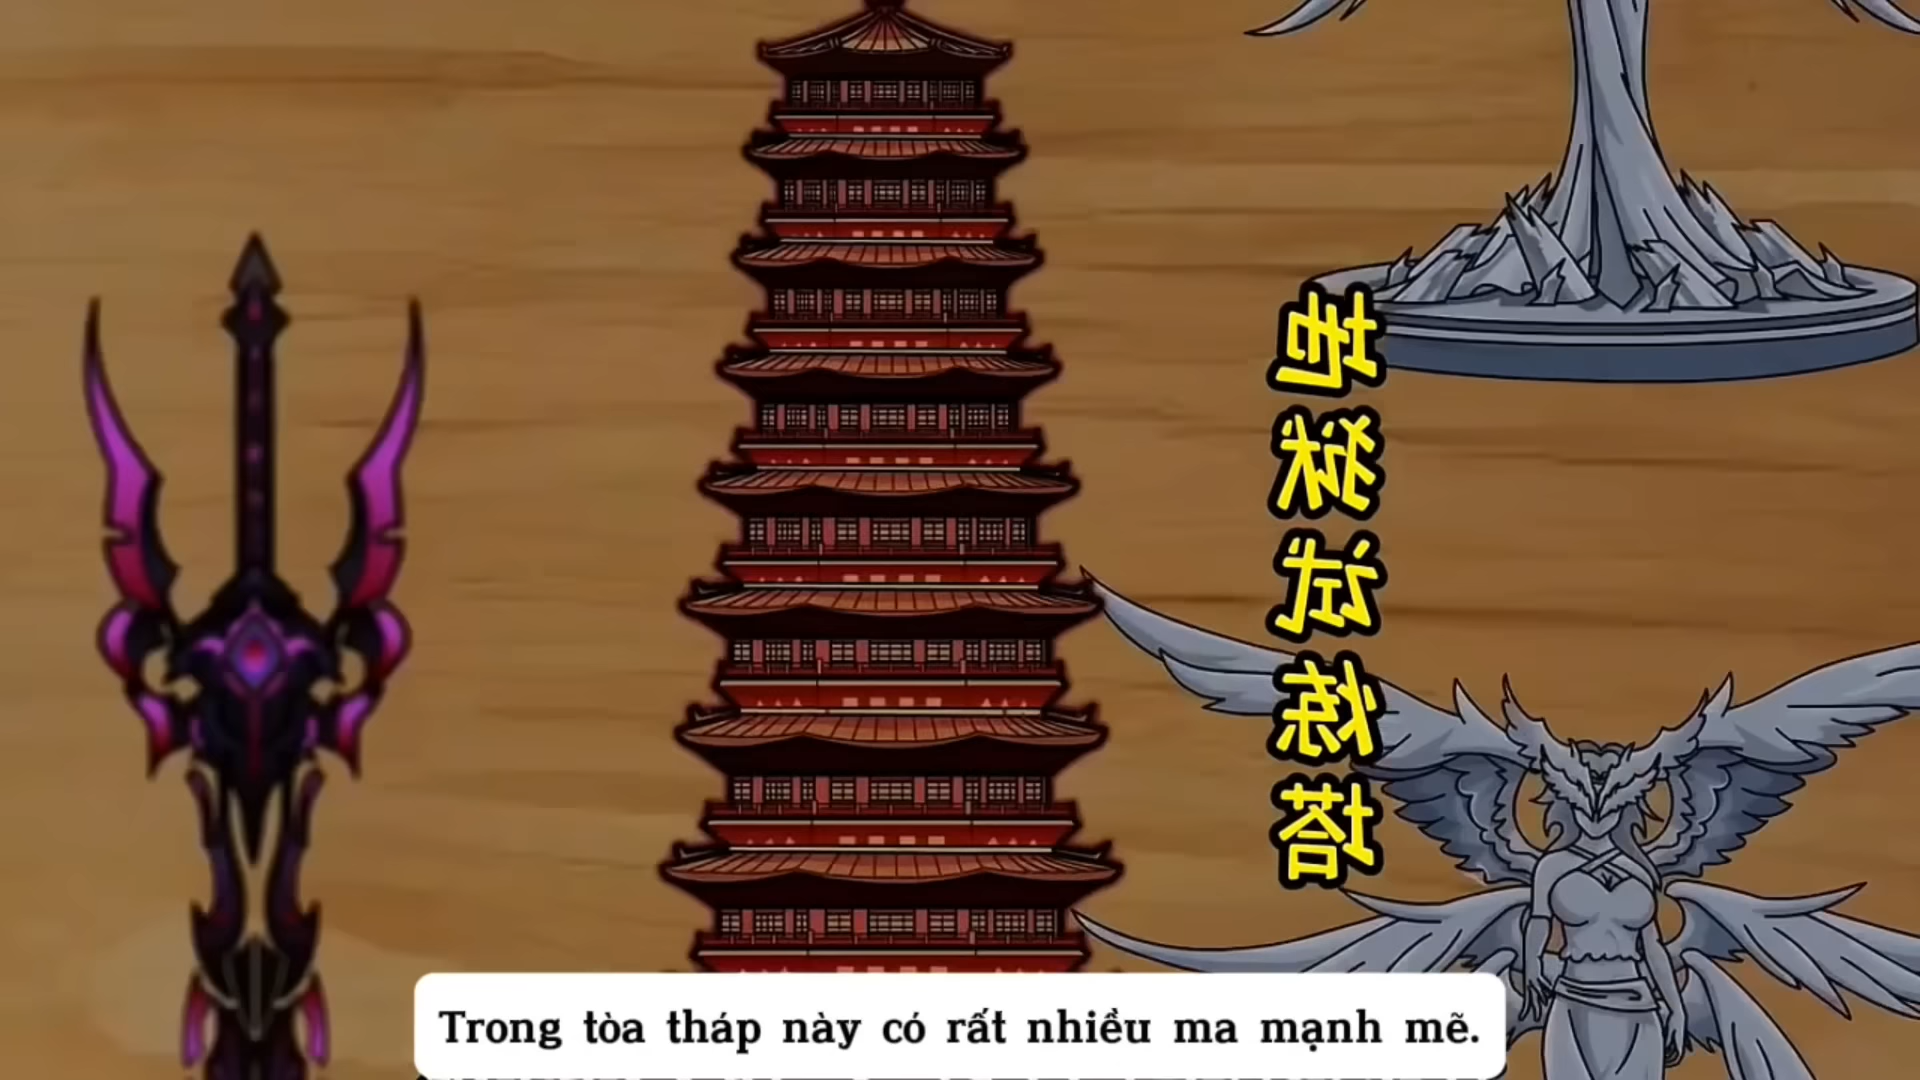 地狱试炼塔
Trong tòa tháp này có rất nhiều ma mạnh mẽ.